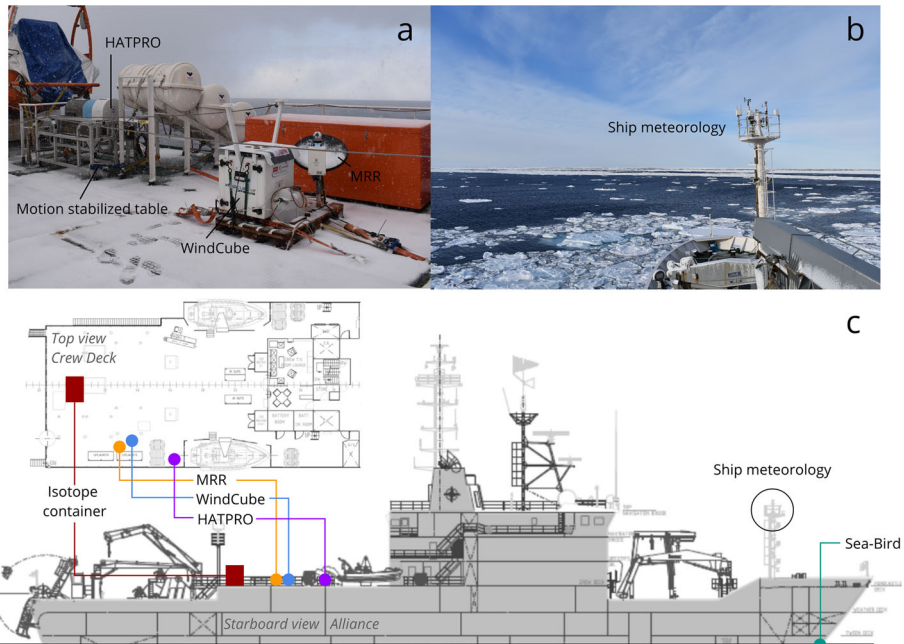 a
HATPRO
MRR
Motion stabilized table
WindCube
b
Ship meteorology
c
Top view
Crew Deck
MRR
WindCube
HATPRO
Isotope
container
Ship meteorology
Sea-Bird
Starboard view
Alliance